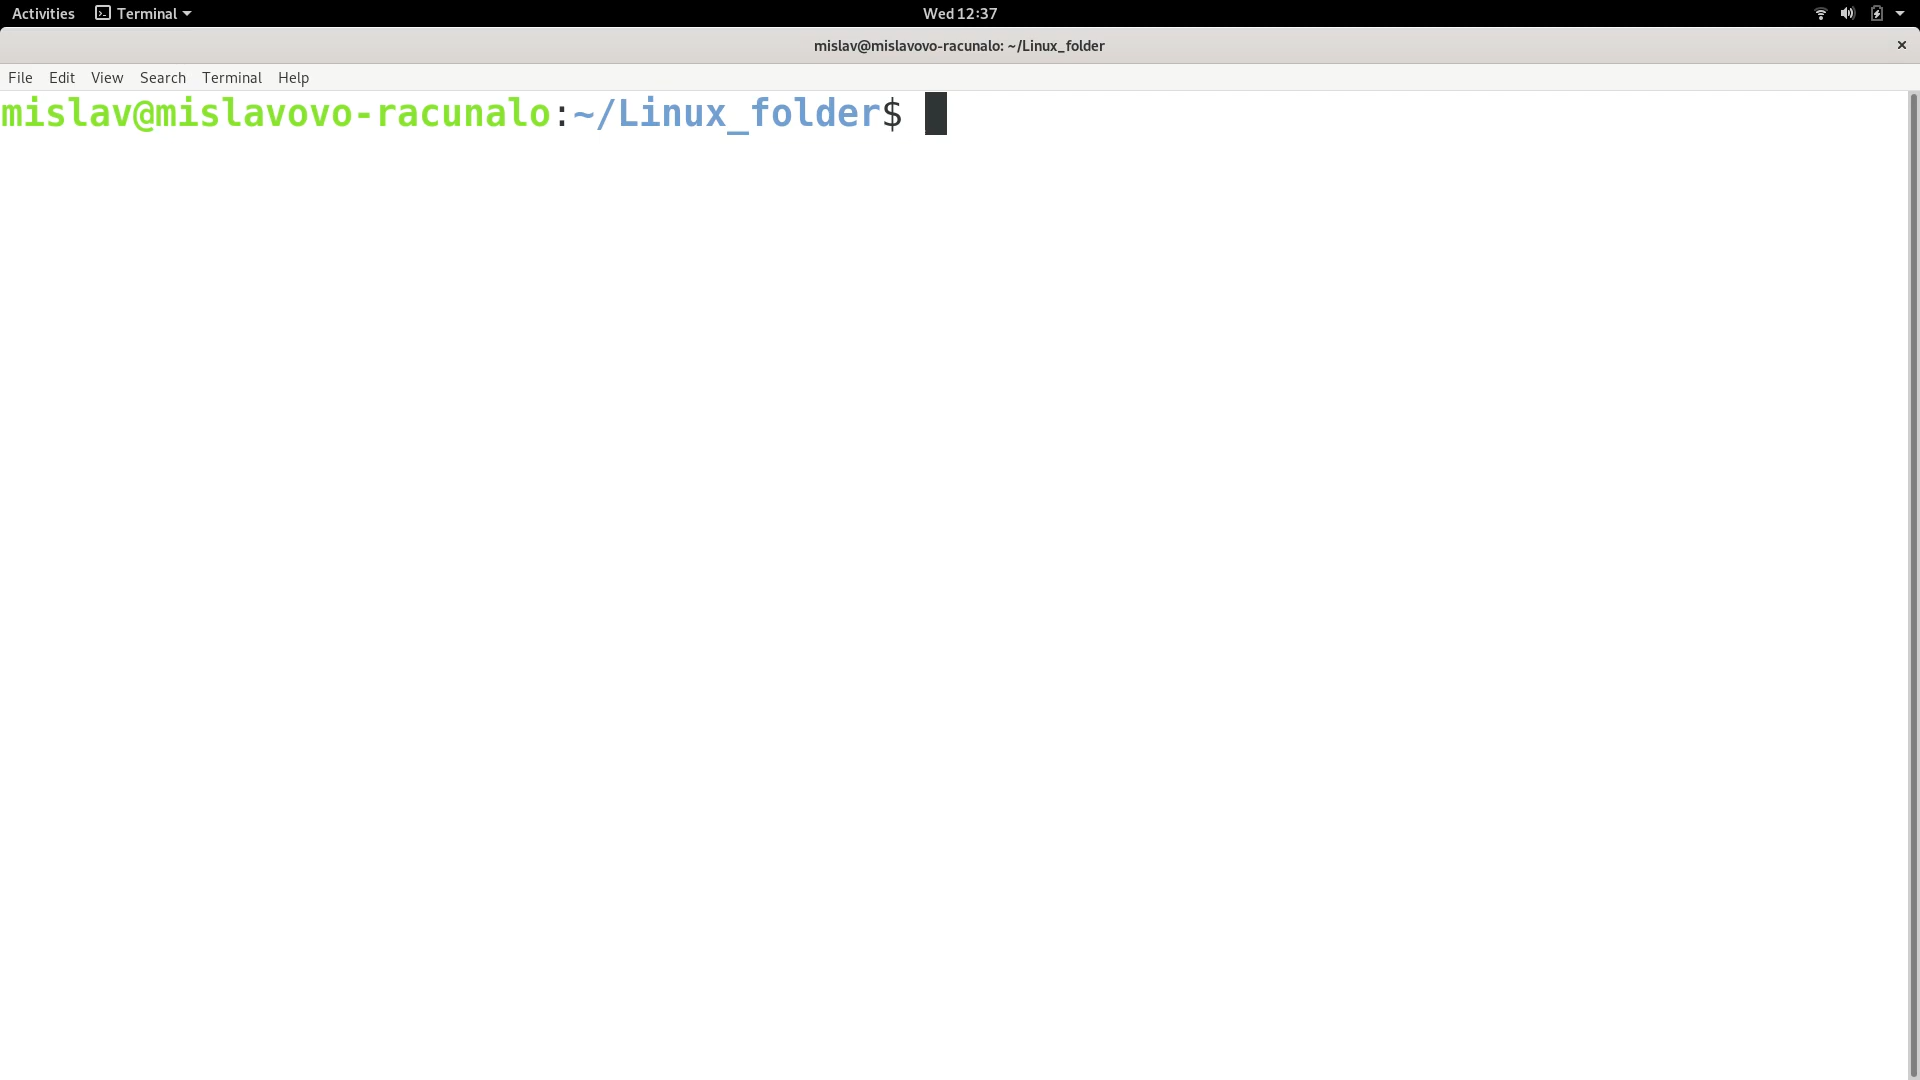 Activities Terminal Wed 12:37
mislav@mislavovo-racunalo: ~/Linux_folder
File Edit View Search Terminal Help
mislav@mislavovo-racunalo:~/Linux_folder$